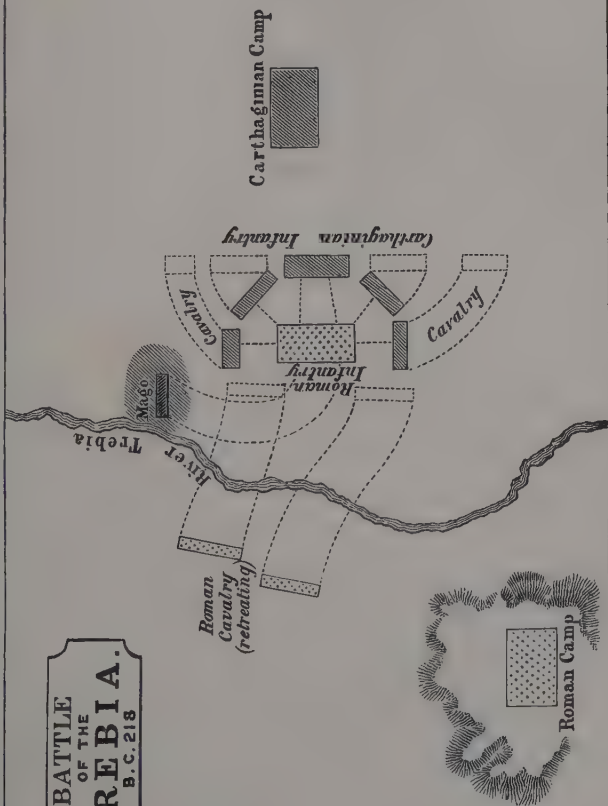 BATTLE
OF THE
REBIA.
B.C. 218
Carthaginian Camp
Carthaginian Infantry
Cavalry
Cavalry
Mago
Roman
Infantry
River Trebia
Roman
Cavalry
(retreating)
Roman Camp